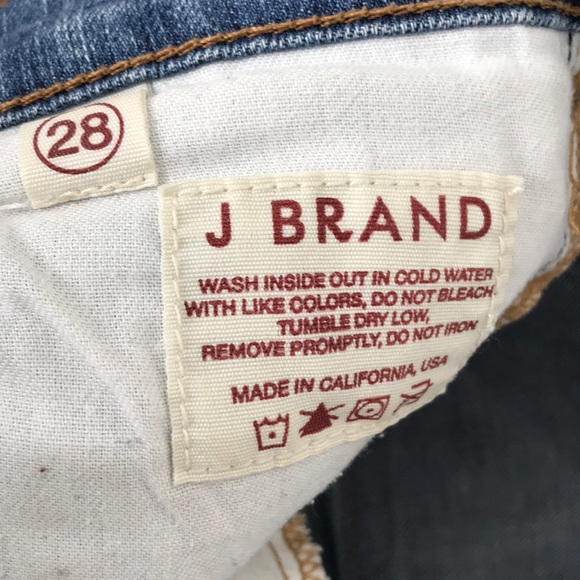 28
J BRAND
WASH INSIDE OUT IN COLD WATER
WITH LIKE COLORS, DO NOT BLEACH
TUMBLE DRY LOW,
REMOVE PROMPTLY, DO NOT IRON
MADE IN CALIFORNIA, USA